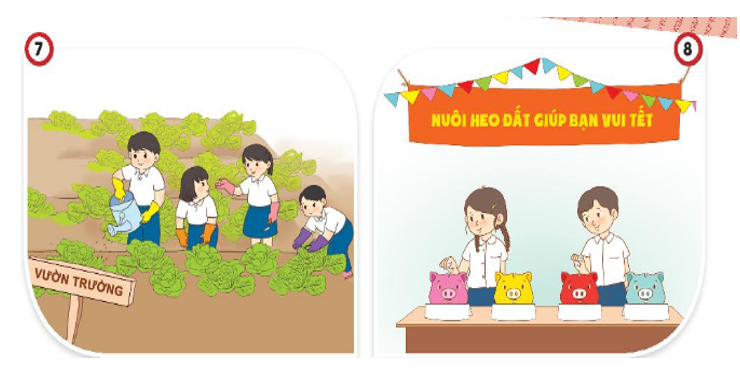 7
8
NUÔI HEO ĐẤT GIÚP BẠN VUI TẾT
VƯỜN TRƯỜNG